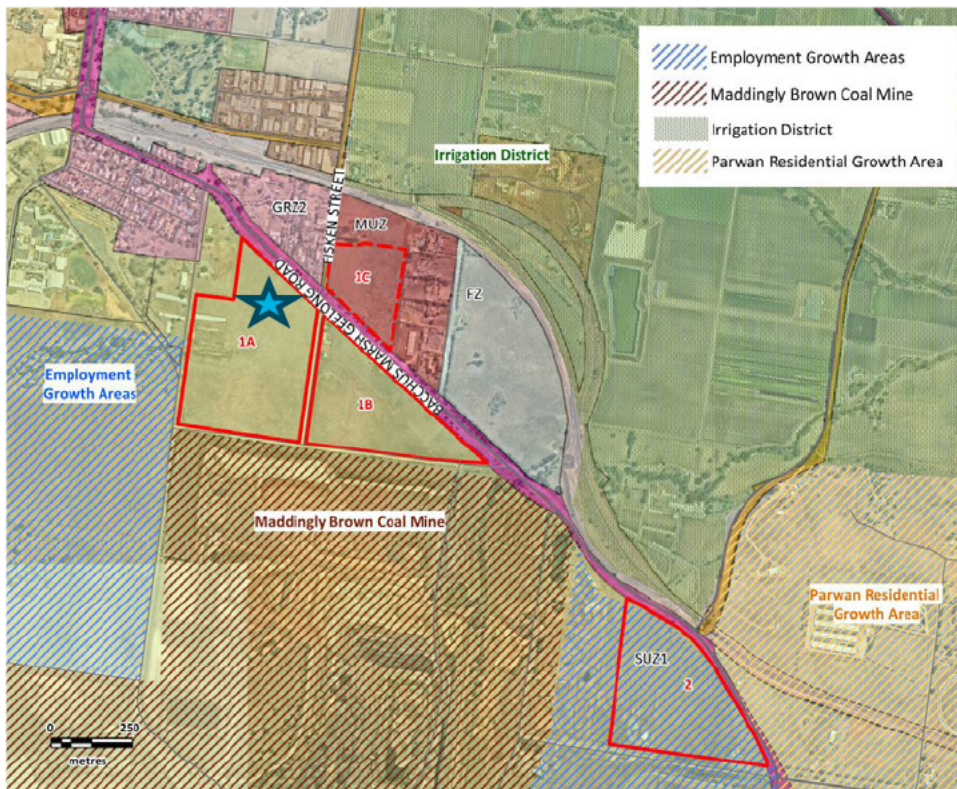 Employment Growth Areas
Maddingly Brown Coal Mine
Irrigation District
Parwan Residential Growth Area
Irrigation District
FISKEN STREET
GRZ2
MUZ
1C
FZ
BACCHUS MARSH GEELONG ROAD
1A
1B
Employment
Growth Areas
Maddingly Brown Coal Mine
Parwan Residential
Growth Area
SUZ1
2
0
250
metres